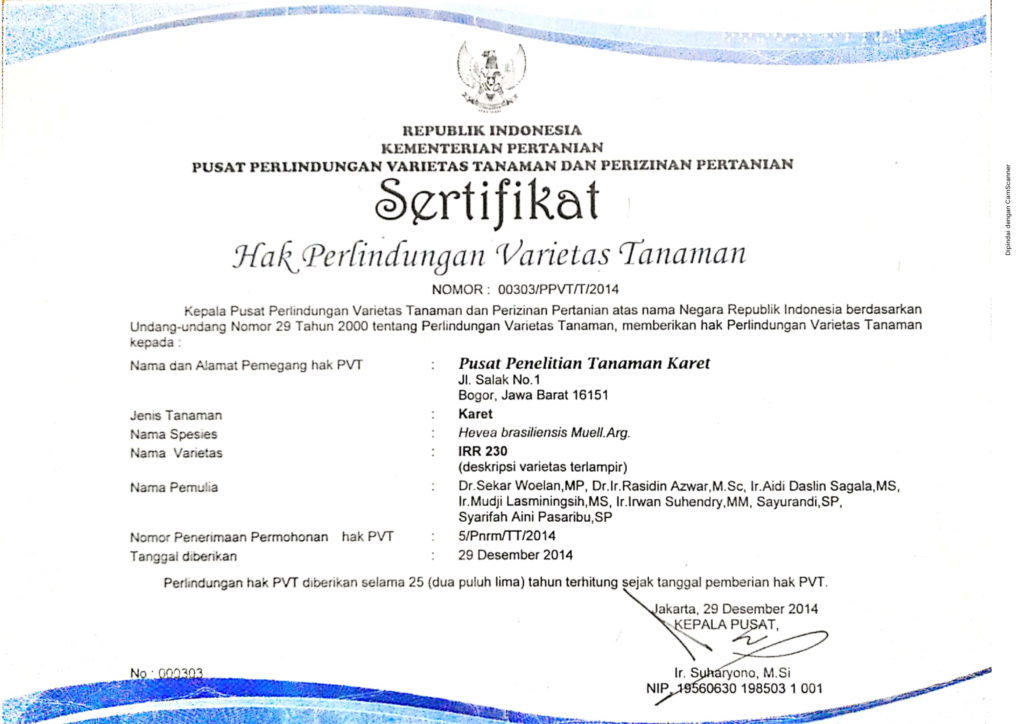 REPUBLIK INDONESIA
KEMENTERIAN PERTANIAN
PUSAT PERLINDUNGAN VARIETAS TANAMAN DAN PERIZINAN PERTANIAN
Sertifikat
Hak Perlindungan Varietas Tanaman
NOMOR : 00303/PPVT/T/2014
Kepala Pusat Perlindungan Varietas Tanaman dan Perizinan Pertanian atas nama Negara Republik Indonesia berdasarkan
Undang-undang Nomor 29 Tahun 2000 tentang Perlindungan Varietas Tanaman, memberikan hak Perlindungan Varietas Tanaman
kepada :
Nama dan Alamat Pemegang hak PVT : Pusat Penelitian Tanaman Karet
Jl. Salak No.1
Bogor, Jawa Barat 16151
Jenis Tanaman : Karet
Nama Spesies : Hevea brasiliensis Muell.Arg.
Nama Varietas : IRR 230
(deskripsi varietas terlampir)
Nama Pemulia : Dr.Sekar Woelan,MP, Dr.Ir.Rasidin Azwar,M.Sc, Ir.Aidi Daslin Sagala,MS,
Ir.Mudji Lasminingsih,MS, Ir.Irwan Suhendry,MM, Sayurandi,SP,
Syarifah Aini Pasaribu,SP
Nomor Penerimaan Permohonan hak PVT : 5/Pnrm/TT/2014
Tanggal diberikan : 29 Desember 2014
Perlindungan hak PVT diberikan selama 25 (dua puluh lima) tahun terhitung sejak tanggal pemberian hak PVT.
Jakarta, 29 Desember 2014
KEPALA PUSAT,
Ir. Suharyono, M.Si
NIP. 19560630 198503 1 001
No : 000303
Dipindai dengan CamScanner